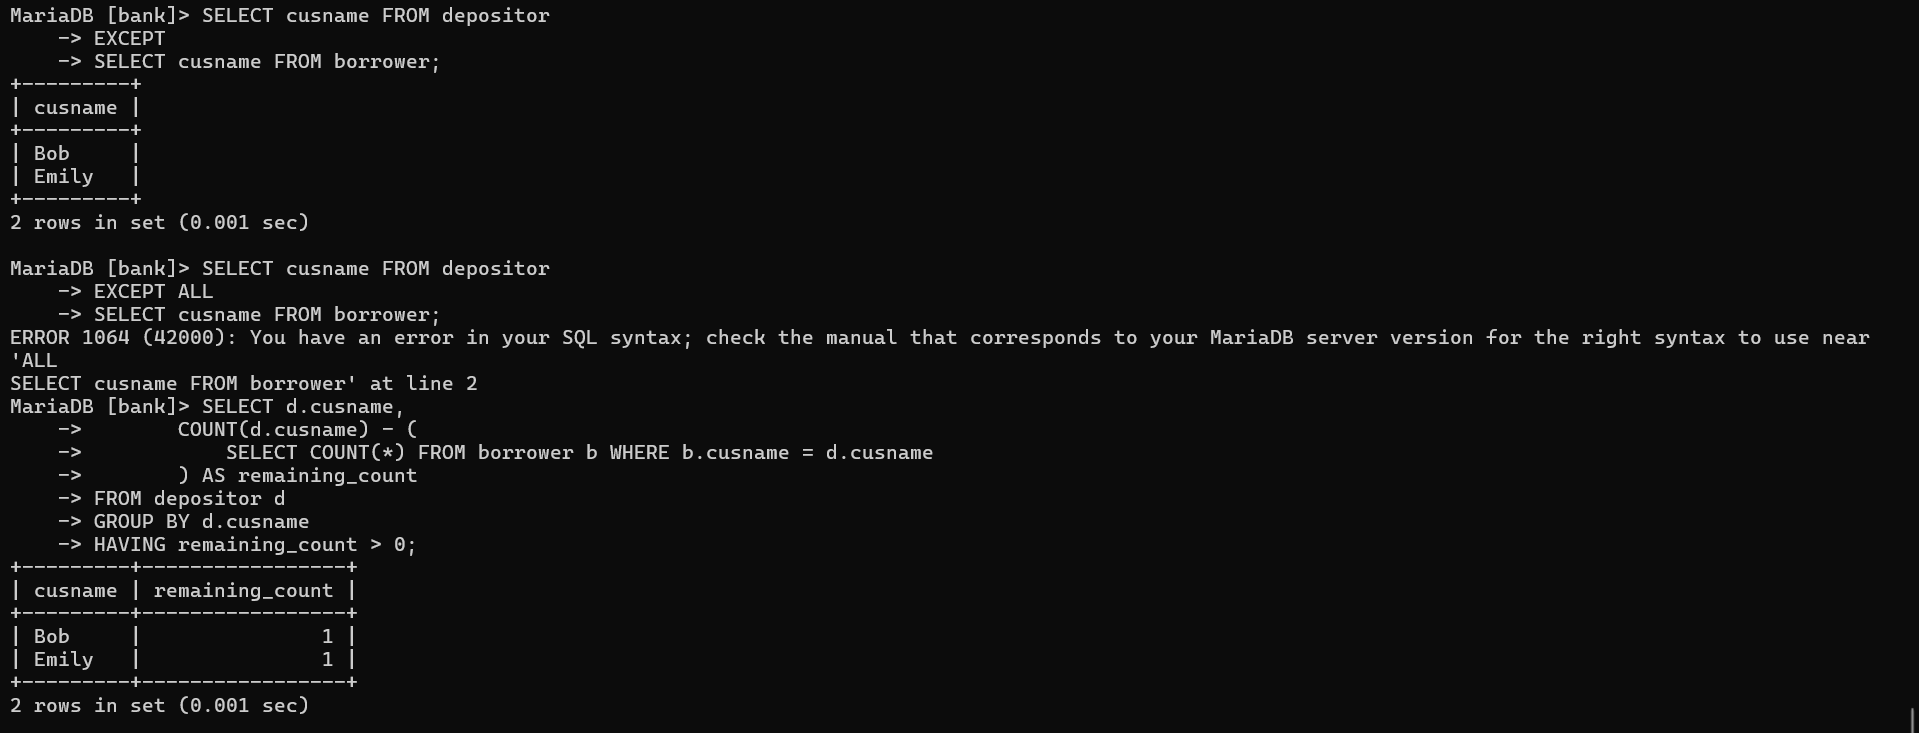 MariaDB [bank]> SELECT cusname FROM depositor
    -> EXCEPT
    -> SELECT cusname FROM borrower;
+---------+
| cusname |
+---------+
| Bob     |
| Emily   |
+---------+
2 rows in set (0.001 sec)

MariaDB [bank]> SELECT cusname FROM depositor
    -> EXCEPT ALL
    -> SELECT cusname FROM borrower;
ERROR 1064 (42000): You have an error in your SQL syntax; check the manual that corresponds to your MariaDB server version for the right syntax to use near
'ALL
SELECT cusname FROM borrower' at line 2
MariaDB [bank]> SELECT d.cusname,
    ->        COUNT(d.cusname) - (
    ->            SELECT COUNT(*) FROM borrower b WHERE b.cusname = d.cusname
    ->        ) AS remaining_count
    -> FROM depositor d
    -> GROUP BY d.cusname
    -> HAVING remaining_count > 0;
+---------+-----------------+
| cusname | remaining_count |
+---------+-----------------+
| Bob     |               1 |
| Emily   |               1 |
+---------+-----------------+
2 rows in set (0.001 sec)